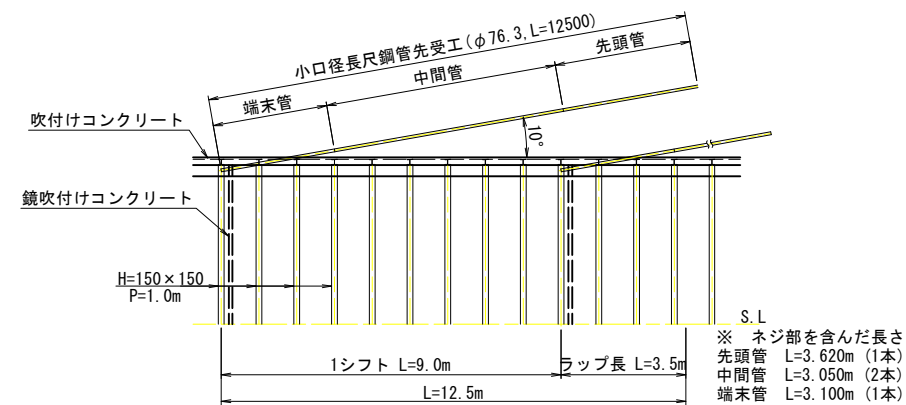 小口径長尺鋼管先受工(φ76.3, L=12500)
先頭管
中間管
端末管
吹付けコンクリート
10°
鏡吹付けコンクリート
H=150×150
P=1.0m
S.L
※ ネジ部を含んだ長さ
先頭管 L=3.620m (1本)
中間管 L=3.050m (2本)
端末管 L=3.100m (1本)
1シフト L=9.0m
ラップ長 L=3.5m
L=12.5m